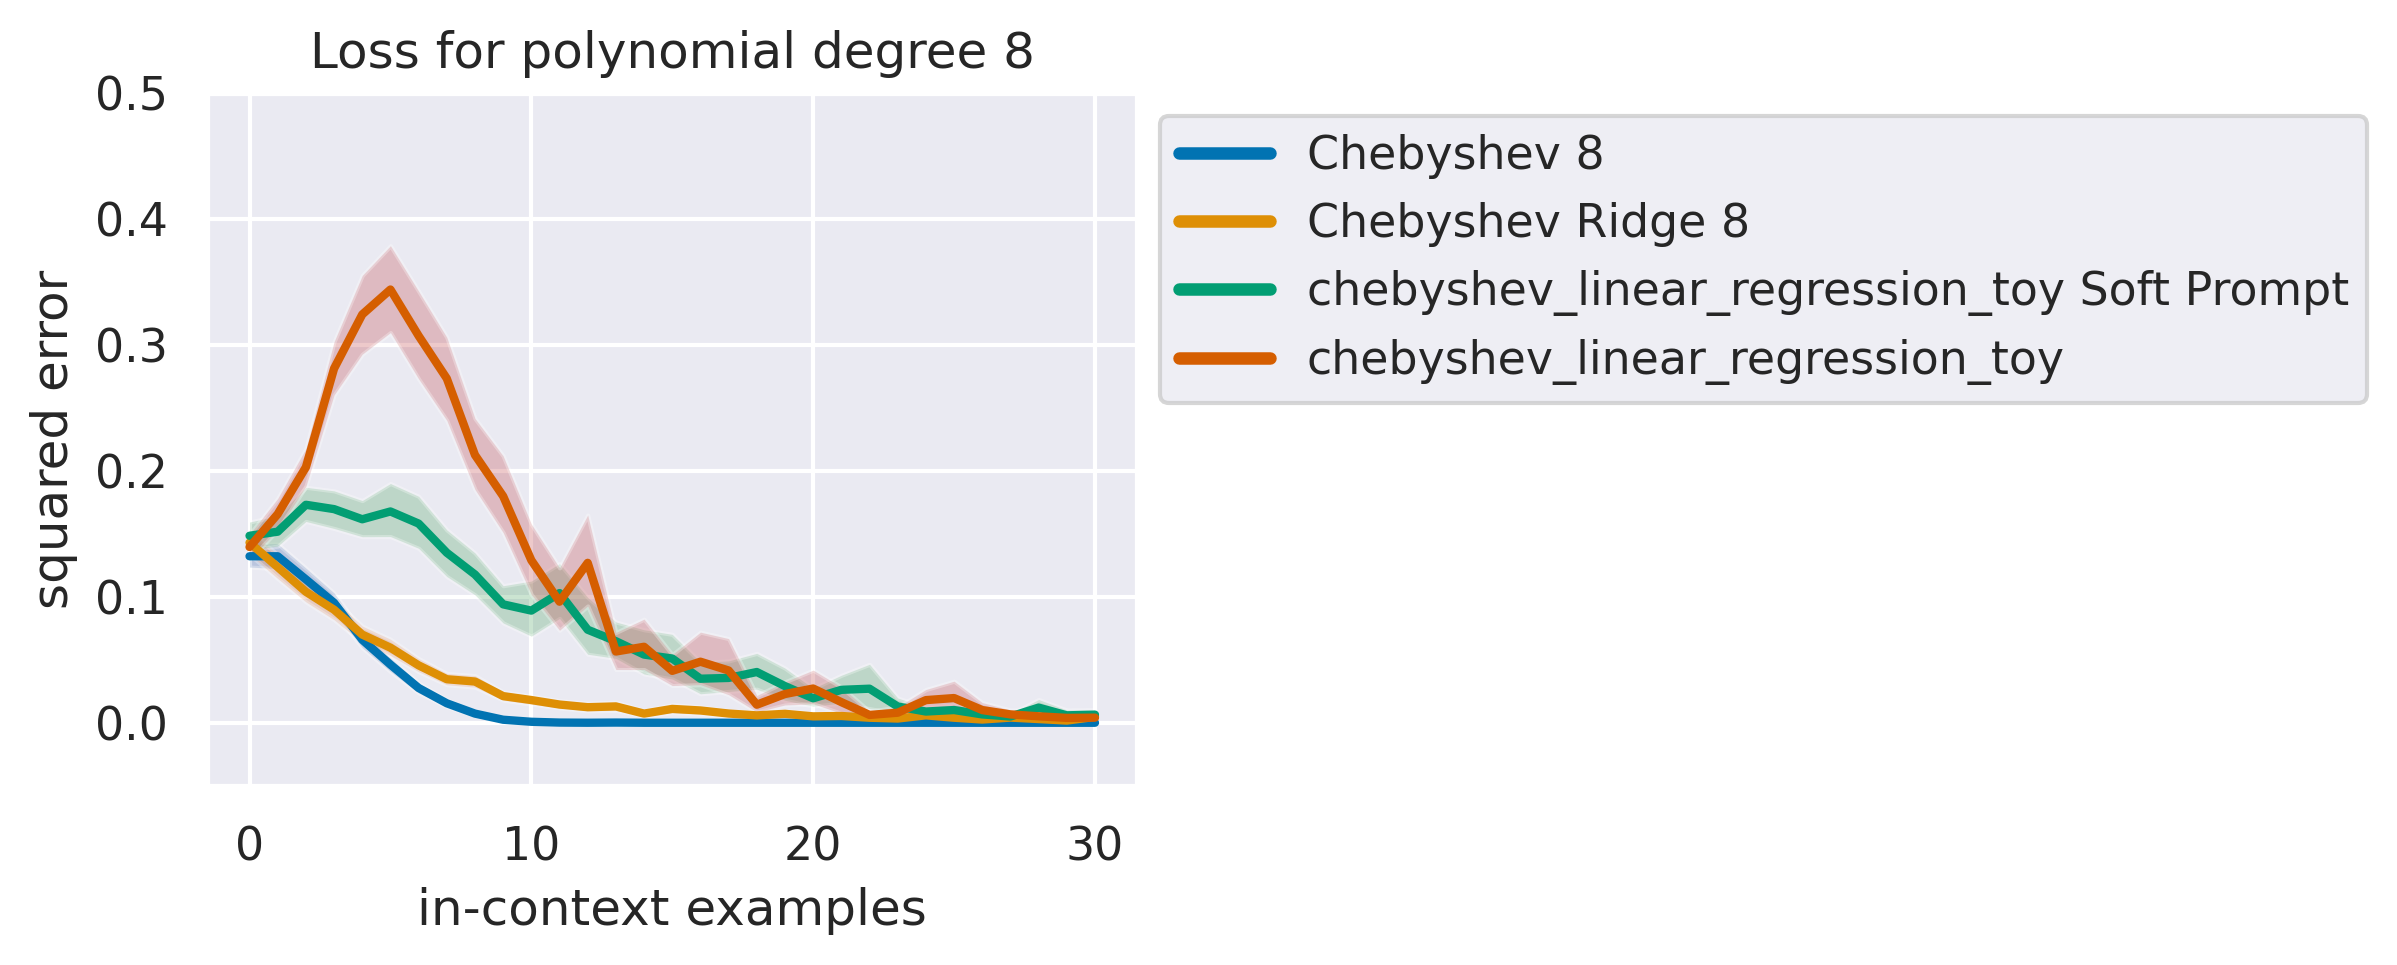 Loss for polynomial degree 8
0.5
0.4
0.3
0.2
0.1
0.0
squared error
0
10
20
30
in-context examples
Chebyshev 8
Chebyshev Ridge 8
chebyshev_linear_regression_toy Soft Prompt
chebyshev_linear_regression_toy